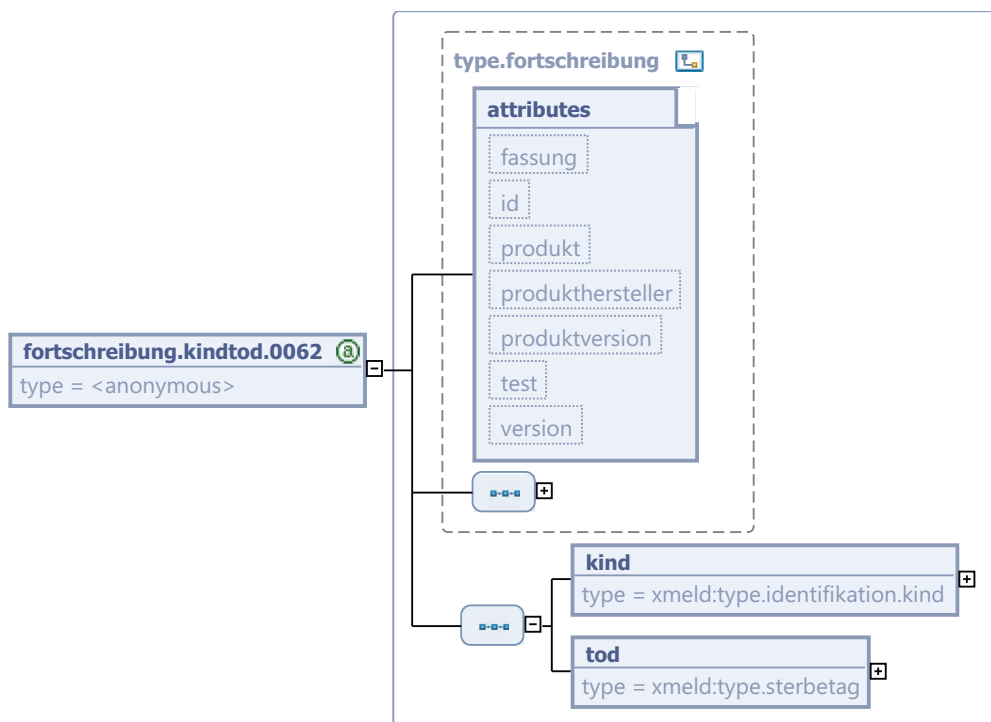 type.fortschreibung
attributes
fassung
id
produkt
produkthersteller
produktversion
test
version
fortschreibung.kindtod.0062 @
type = <anonymous>
kind
type = xmeld:type.identifikation.kind
tod
type = xmeld:type.sterbetag